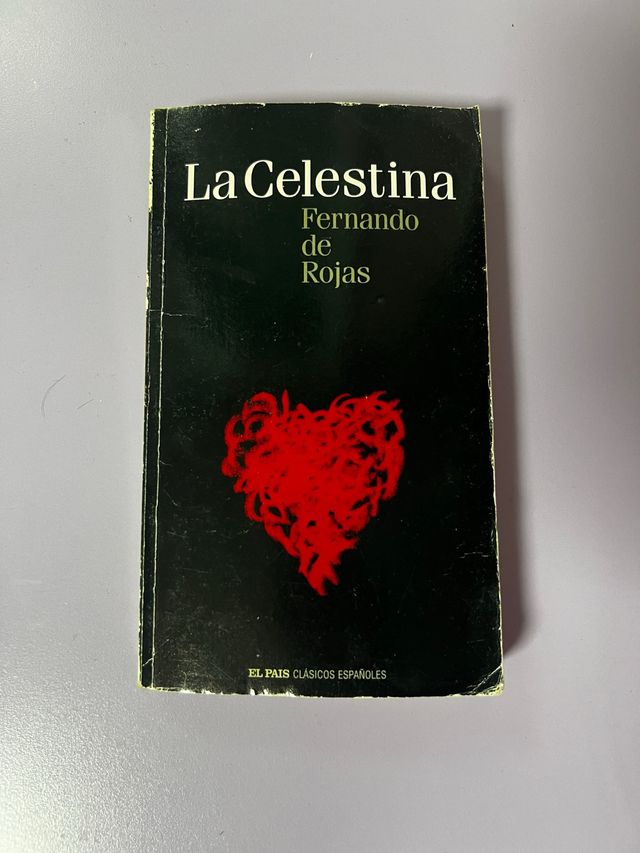 La Celestina
Fernando
de
Rojas
EL PAIS CLÁSICOS ESPAÑOLES